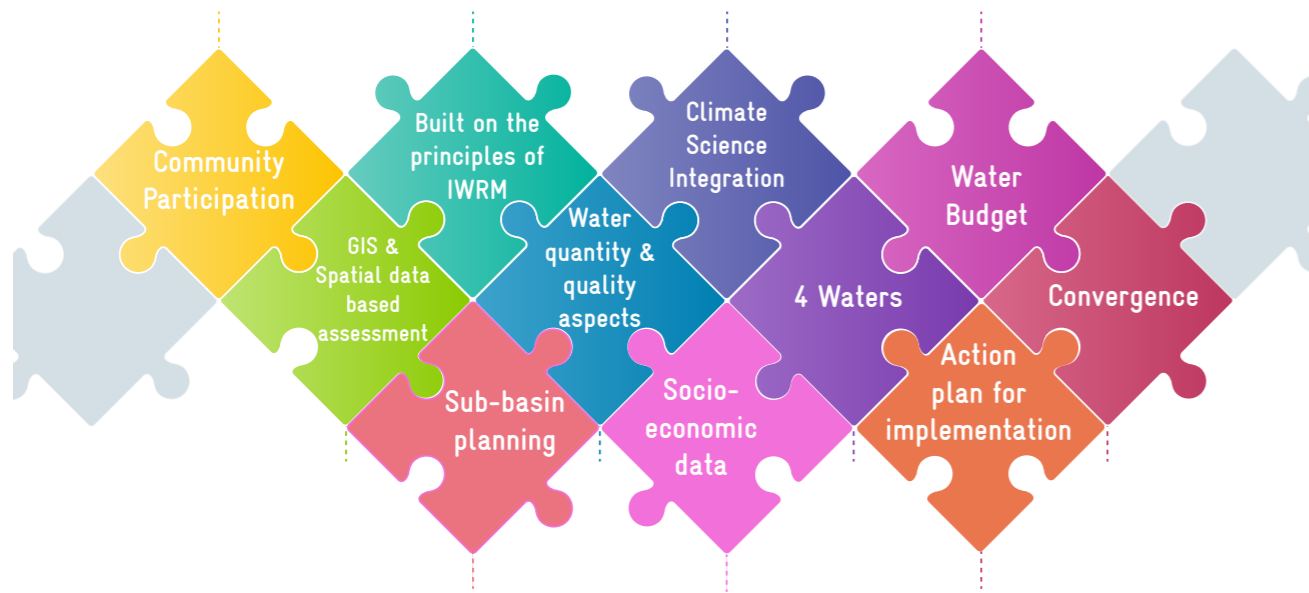 Community
Participation
Built on the
principles of
IWRM
Climate
Science
Integration
Water
Budget
GIS &
Spatial data
based
assessment
Water
quantity &
quality
aspects
4 Waters
Convergence
Sub-basin
planning
Socio-
economic
data
Action
plan for
implementation